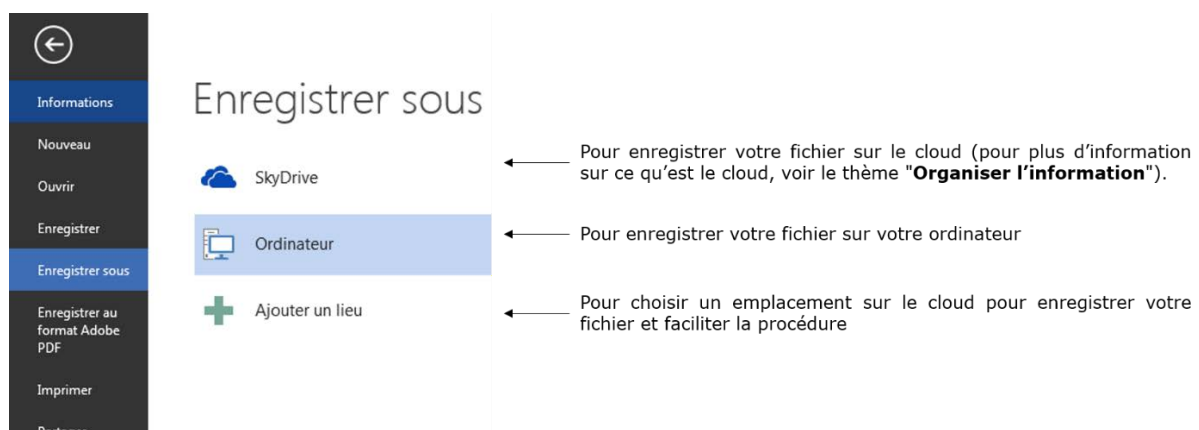 Informations
Nouveau
Ouvrir
Enregistrer
Enregistrer sous
Enregistrer au
format Adobe
PDF
Imprimer
Enregistrer sous
SkyDrive
Ordinateur
Ajouter un lieu
Pour enregistrer votre fichier sur le cloud (pour plus d’information
sur ce qu’est le cloud, voir le thème "Organiser l’information").
Pour enregistrer votre fichier sur votre ordinateur
Pour choisir un emplacement sur le cloud pour enregistrer votre
fichier et faciliter la procédure